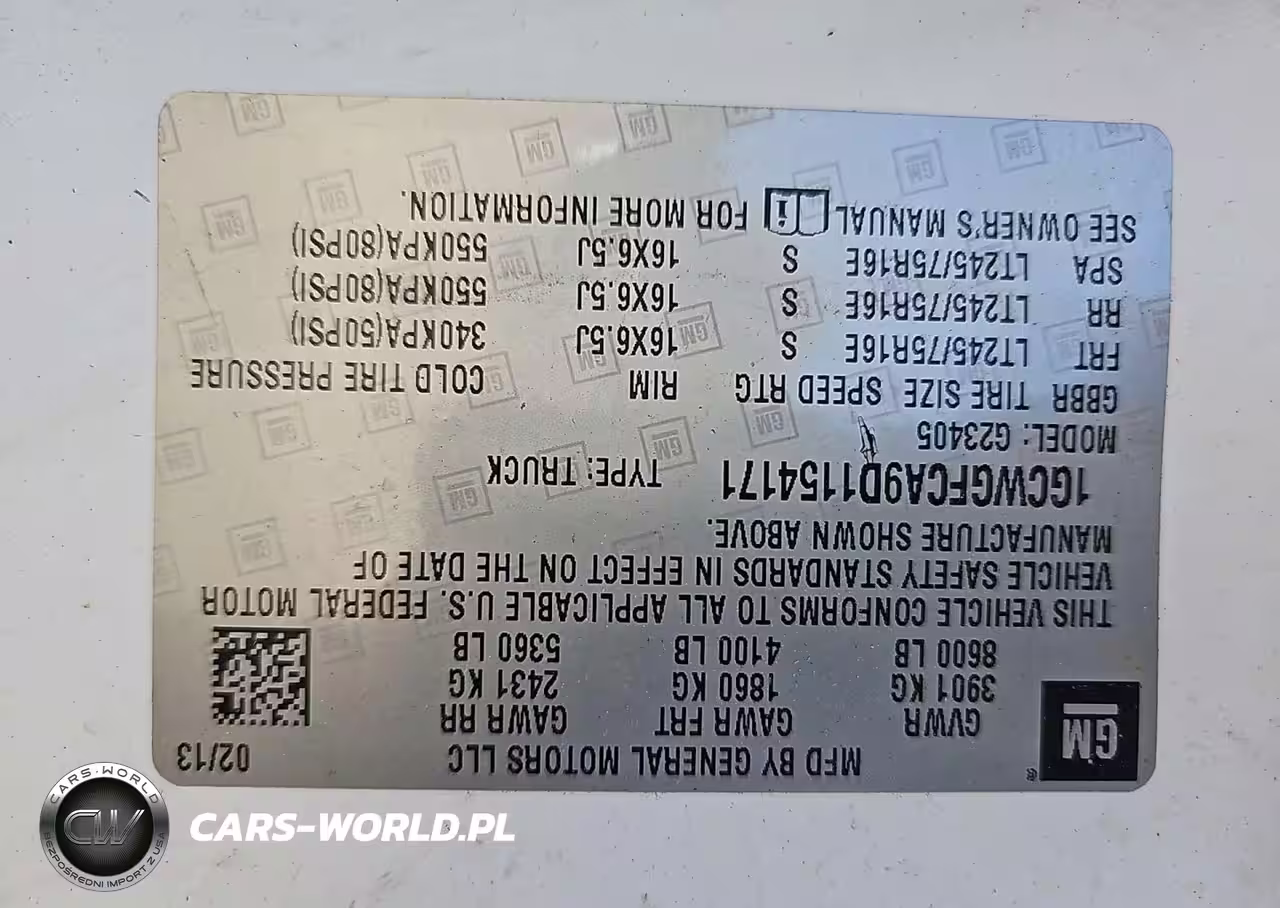 MFD BY GENERAL MOTORS LLC 02/13
GM
GVWR GAWR FRT GAWR RR
3901 KG 1860 KG 2431 KG
8600 LB 4100 LB 5360 LB
THIS VEHICLE CONFORMS TO ALL APPLICABLE U.S. FEDERAL MOTOR
VEHICLE SAFETY STANDARDS IN EFFECT ON THE DATE OF
MANUFACTURE SHOWN ABOVE.
1GCWGFCA9D1154171 TYPE: TRUCK
MODEL: G23405
GBBR TIRE SIZE SPEED RTG RIM COLD TIRE PRESSURE
FRT LT245/75R16E S 16X6.5J 340KPA(50PSI)
RR LT245/75R16E S 16X6.5J 550KPA(80PSI)
SPA LT245/75R16E S 16X6.5J 550KPA(80PSI)
SEE OWNER'S MANUAL i FOR MORE INFORMATION.
CARS-WORLD
CW
BEZPOŚREDNI IMPORT Z USA
CARS-WORLD.PL